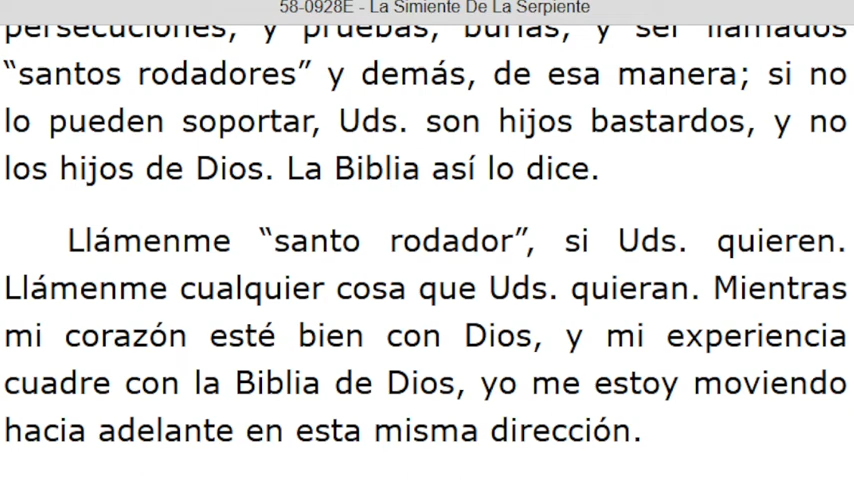 58-0928E - La Simiente De La Serpiente
persecuciones, y pruebas, burlas, y ser llamados
“santos rodadores” y demás, de esa manera; si no
lo pueden soportar, Uds. son hijos bastardos, y no
los hijos de Dios. La Biblia así lo dice.
Llámenme “santo rodador”, si Uds. quieren.
Llámenme cualquier cosa que Uds. quieran. Mientras
mi corazón esté bien con Dios, y mi experiencia
cuadre con la Biblia de Dios, yo me estoy moviendo
hacia adelante en esta misma dirección.